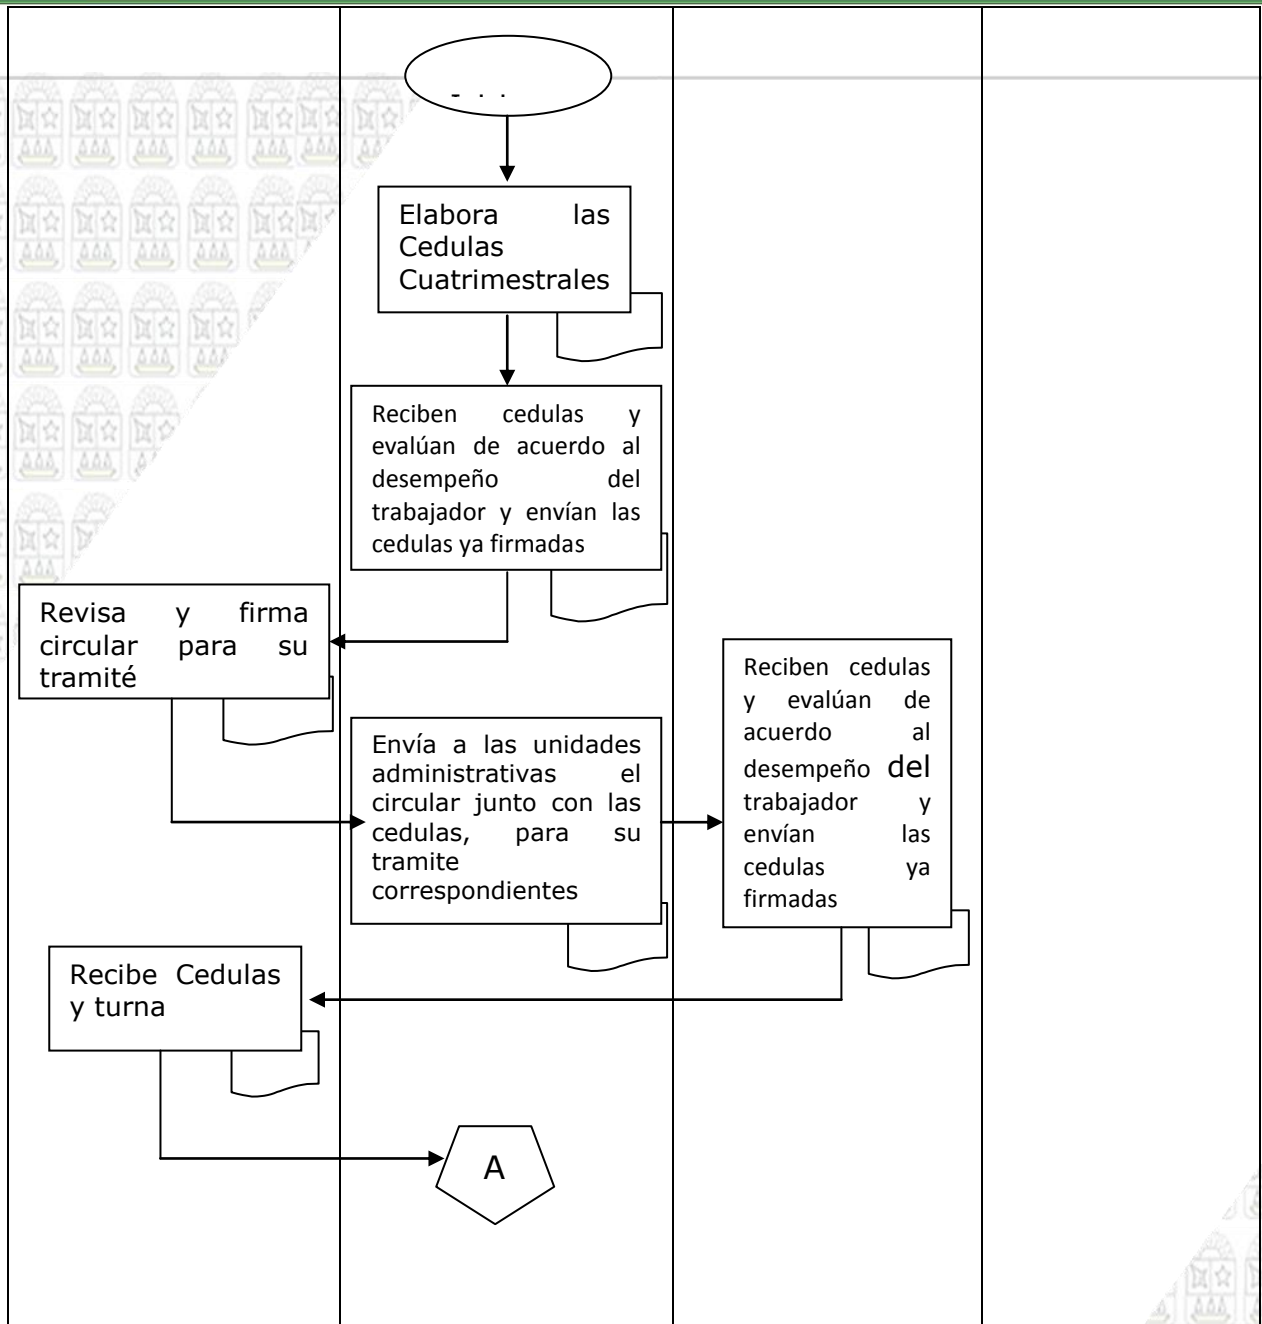 Elabora las
Cedulas
Cuatrimestrales
Reciben cedulas y
evalúan de acuerdo al
desempeño del
trabajador y envían las
cedulas ya firmadas
Revisa y firma
circular para su
tramité
Envía a las unidades
administrativas el
circular junto con las
cedulas, para su
tramite
correspondientes
Reciben cedulas
y evalúan de
acuerdo al
desempeño del
trabajador y
envían las
cedulas ya
firmadas
Recibe Cedulas
y turna
A